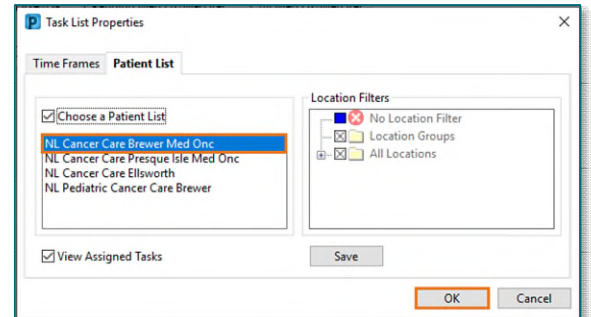 Task List Properties
Time Frames
Patient List
Choose a Patient List
NL Cancer Care Brewer Med Onc
NL Cancer Care Presque Isle Med Onc
NL Cancer Care Ellsworth
NL Pediatric Cancer Care Brewer
Location Filters
No Location Filter
Location Groups
All Locations
View Assigned Tasks
Save
OK
Cancel